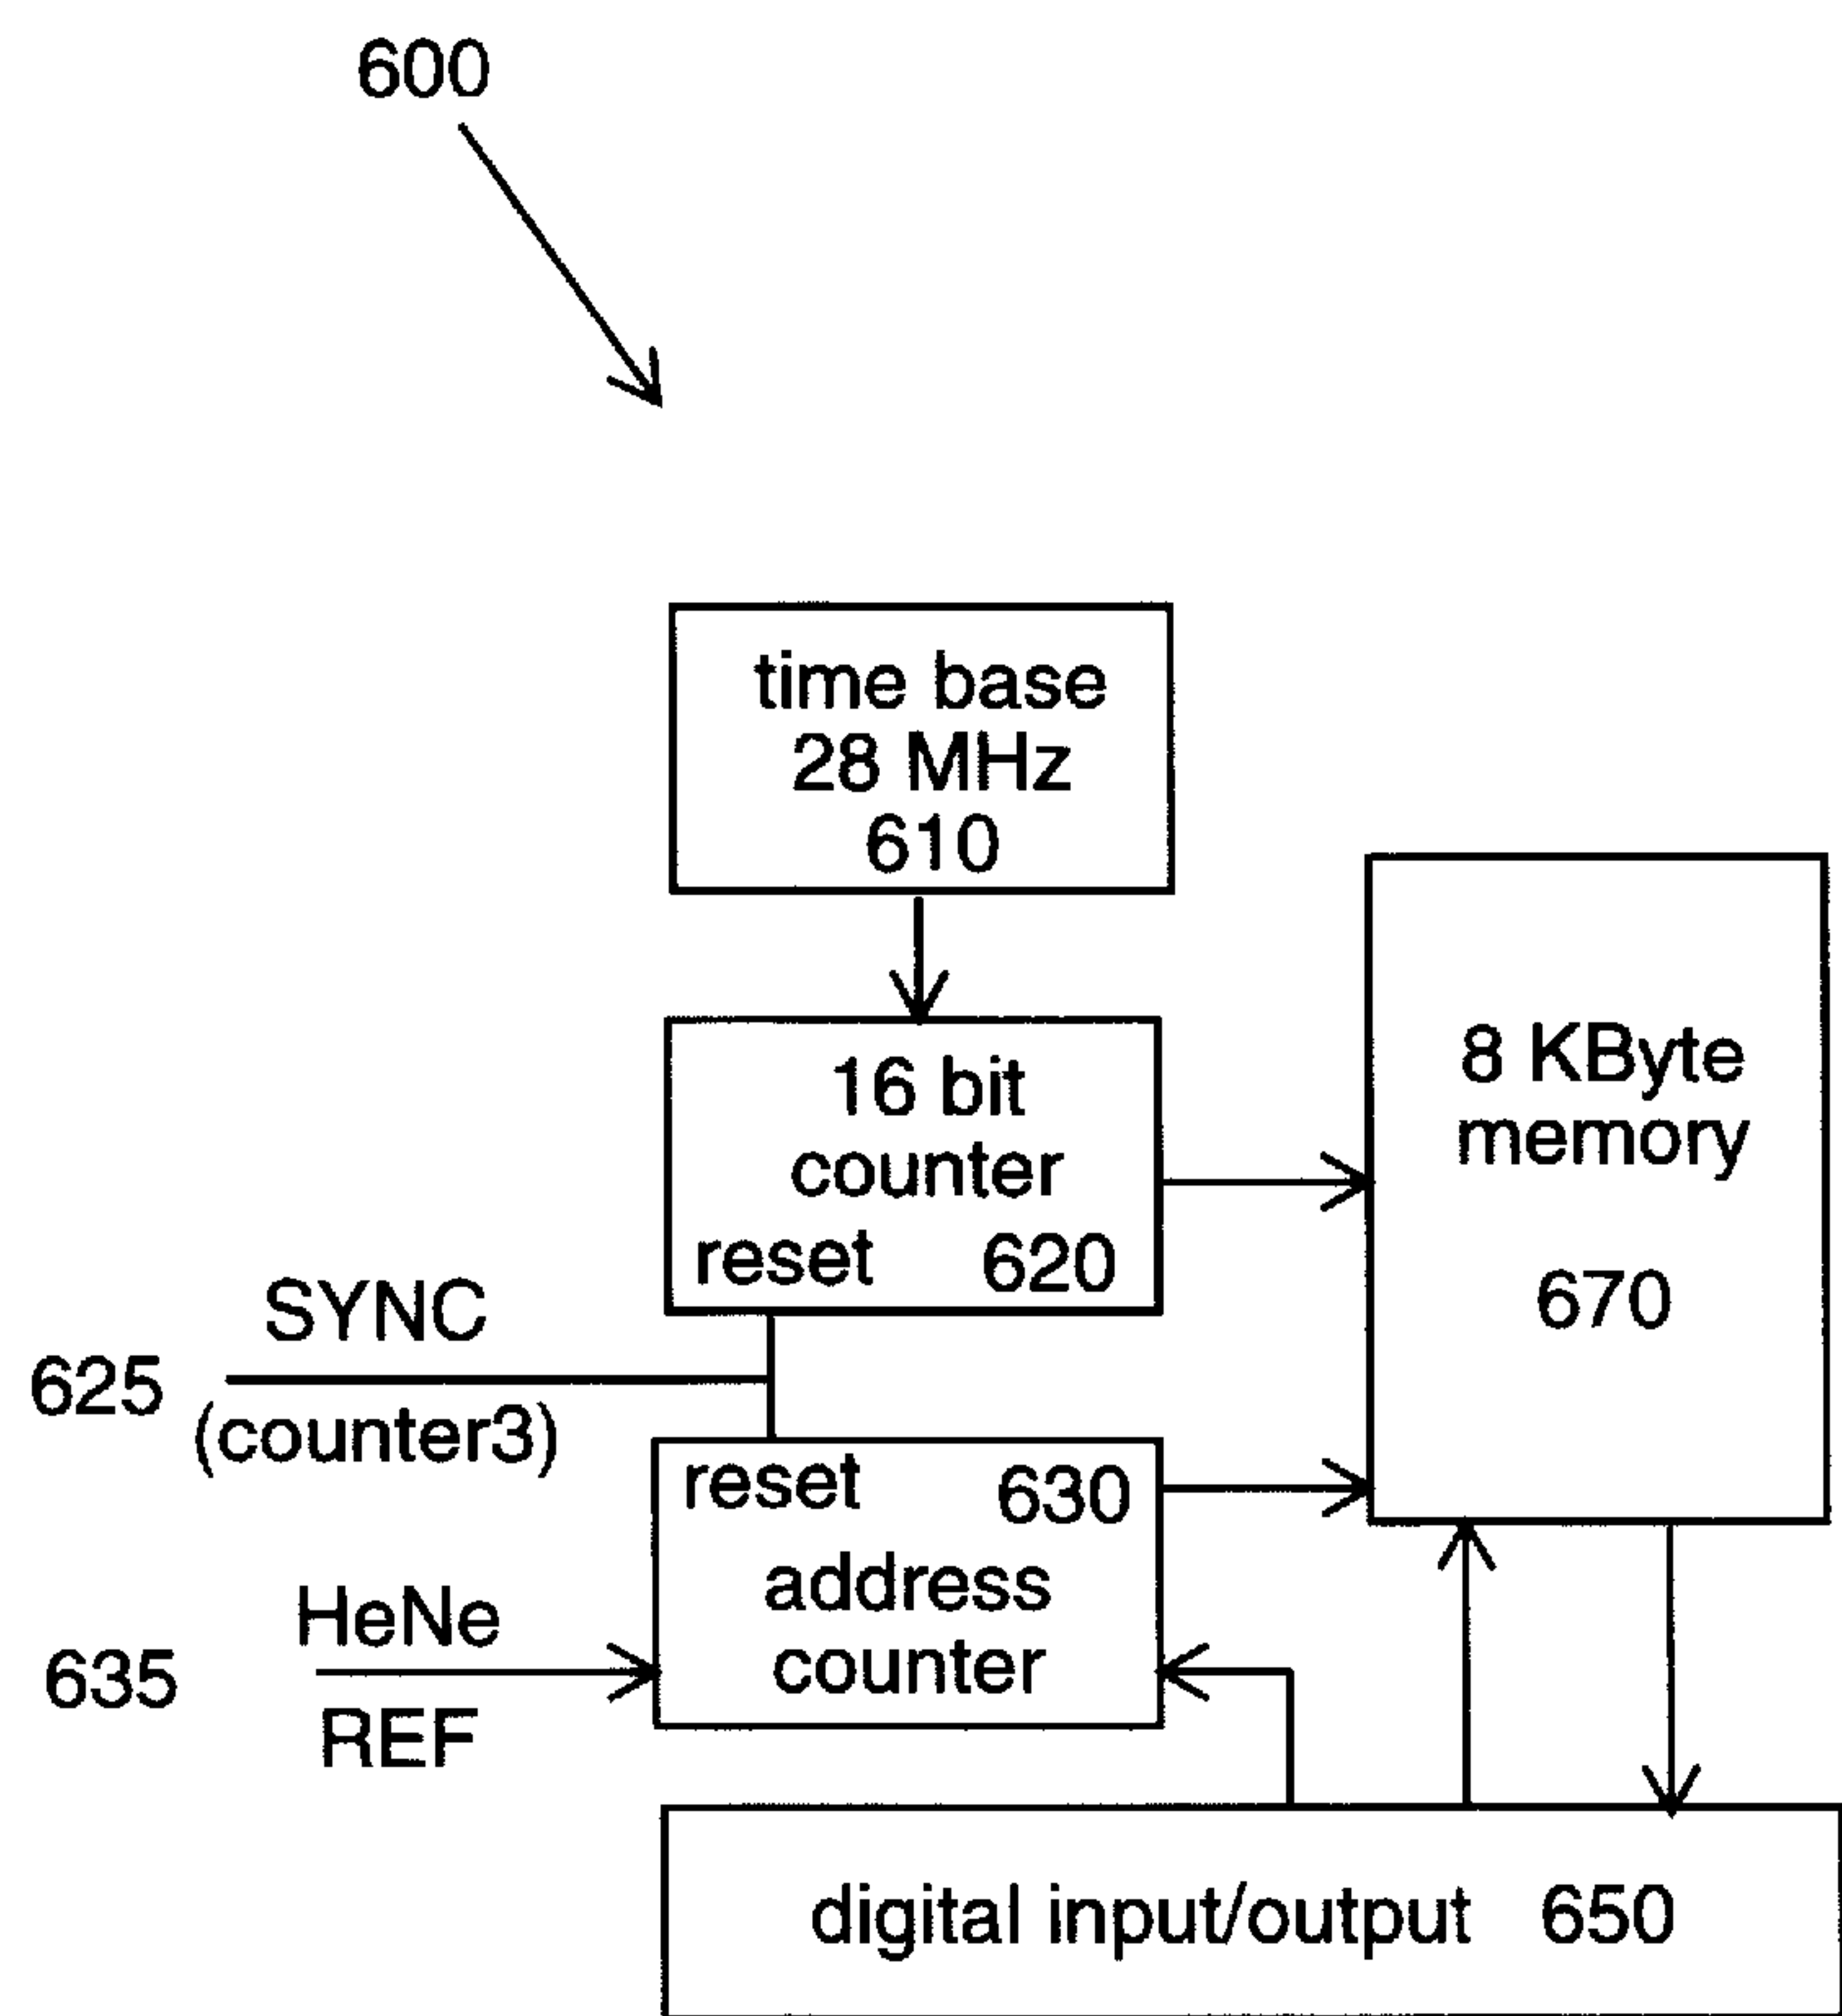 600
time base
28 MHz
610
16 bit
counter
reset 620
8 KByte
memory
670
SYNC
625
(counter3)
reset 630
address
counter
HeNe
635
REF
digital input/output 650